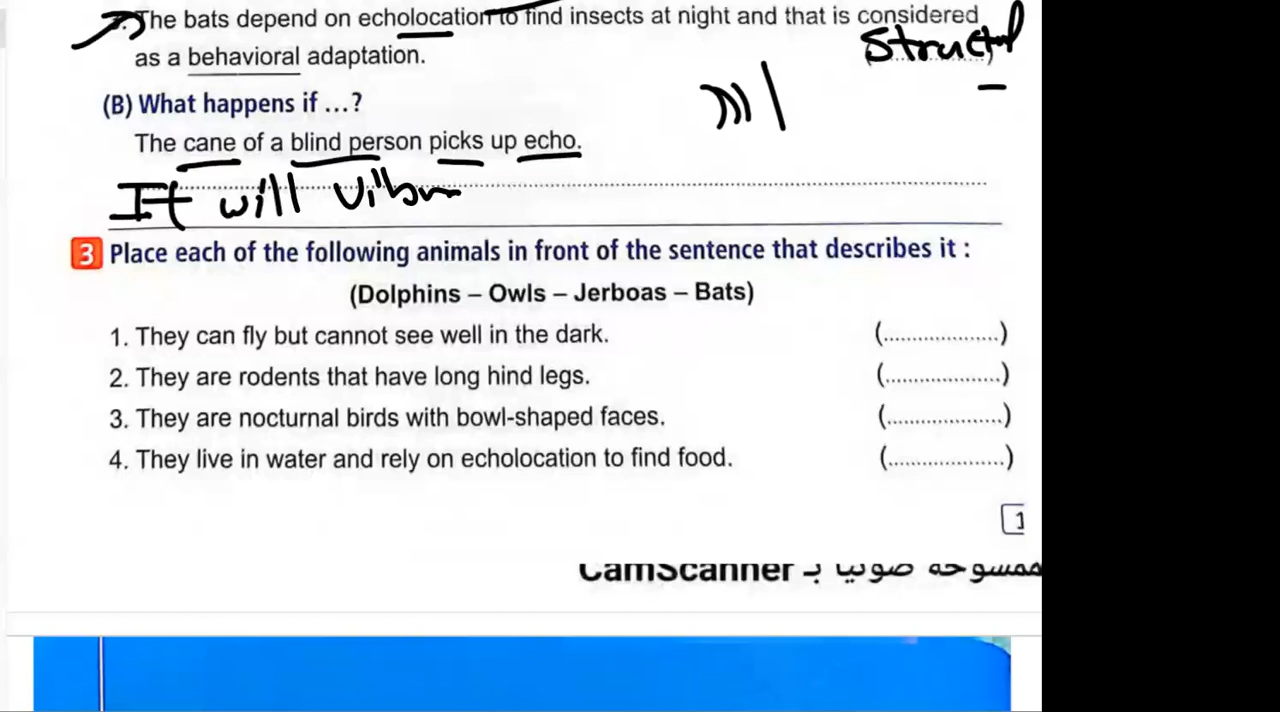 The bats depend on echolocation to find insects at night and that is considered
as a behavioral adaptation. (..................)
(B) What happens if ...?
The cane of a blind person picks up echo.
It will
3 Place each of the following animals in front of the sentence that describes it :
(Dolphins – Owls – Jerboas – Bats)
1. They can fly but cannot see well in the dark. (....................)
2. They are rodents that have long hind legs. (....................)
3. They are nocturnal birds with bowl-shaped faces. (....................)
4. They live in water and rely on echolocation to find food. (....................)
1
CamScanner ممسوحة ضوئيا بـ